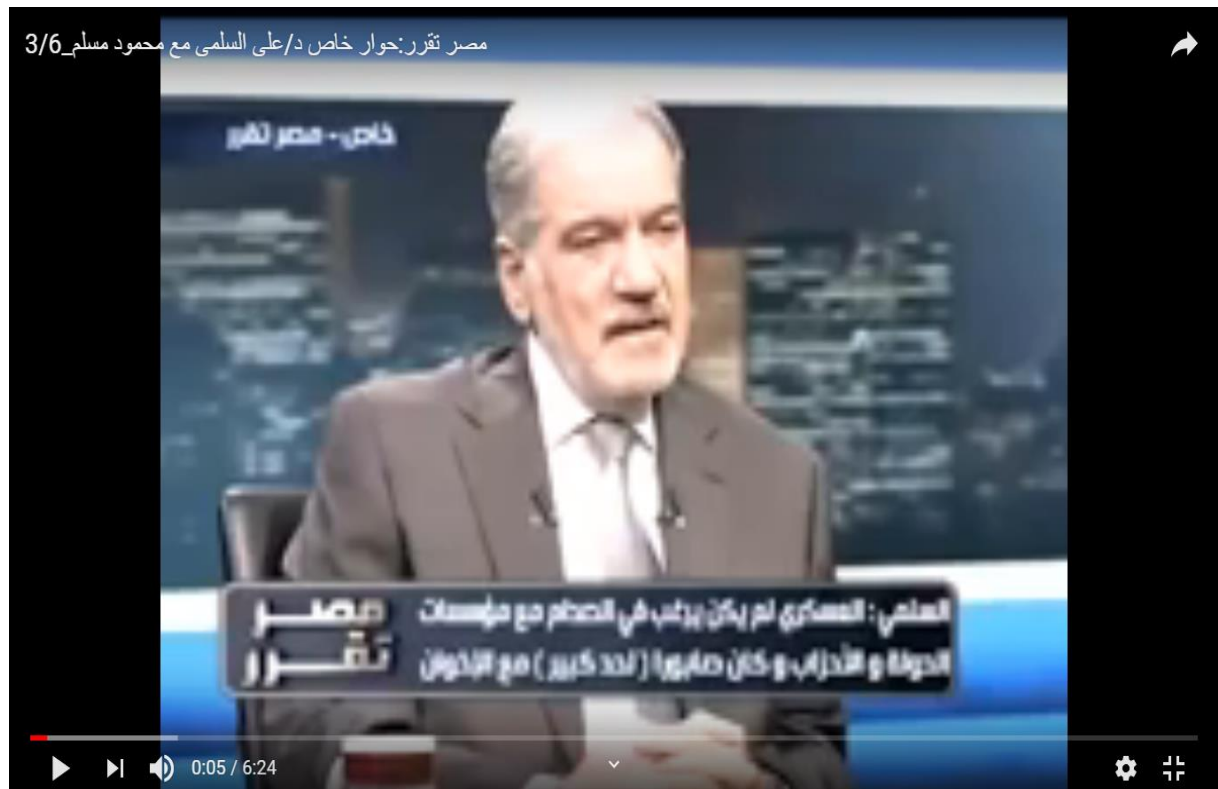 مصر تقرر:حوار خاص د/على السلمى مع محمود مسلم_3/6
خاص - مصر تقرر
السلمي : العسكري لم يكن يرغب في الصدام مع مؤسسات
الدولة و الأحزاب و كان صابورا ( لحد كبير ) مع الإخوان
مصر
تقرر
0:05 / 6:24